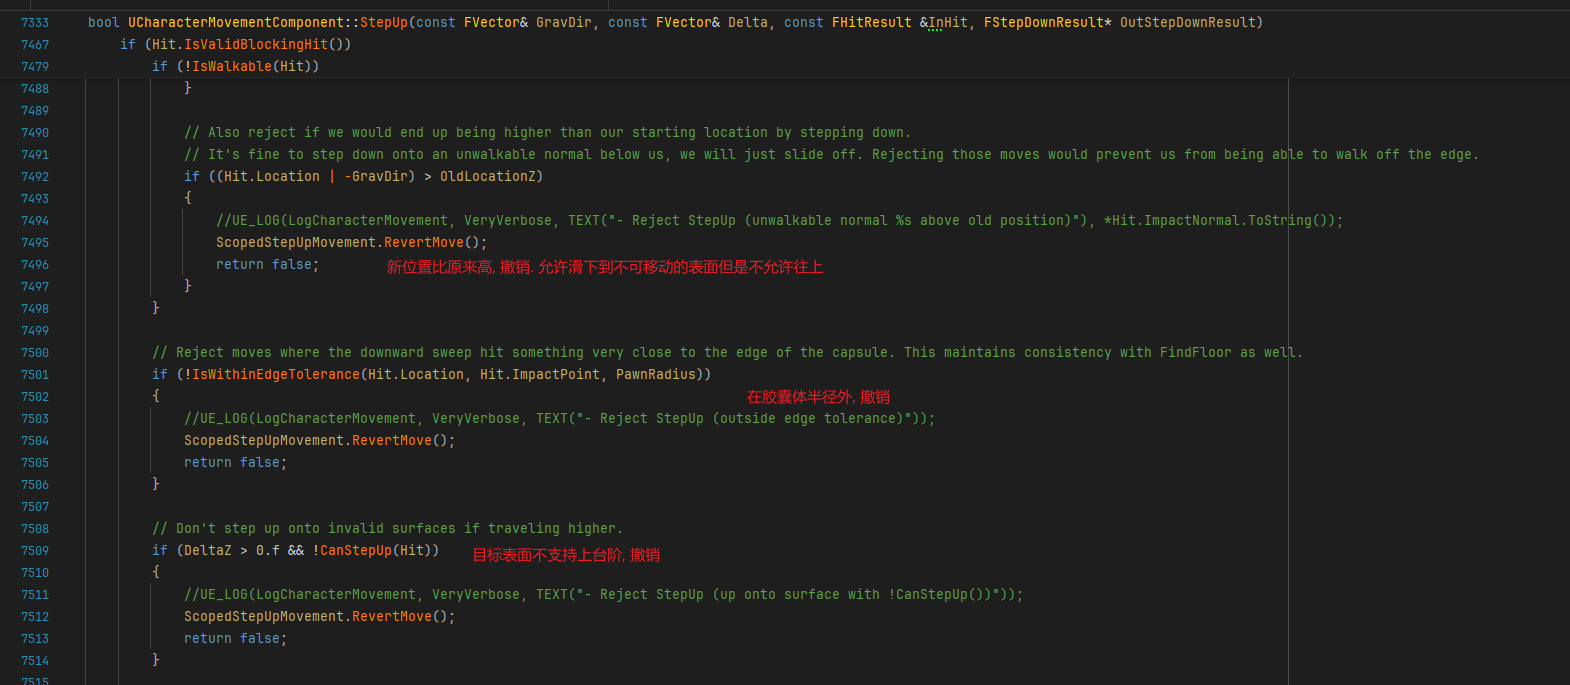 7333 bool UCharacterMovementComponent::StepUp(const FVector& GravDir, const FVector& Delta, const FHitResult &InHit, FStepDownResult* OutStepDownResult)
7467 if (Hit.IsValidBlockingHit())
7479 if (!IsWalkable(Hit))
7488 }
7489
7490 // Also reject if we would end up being higher than our starting location by stepping down.
7491 // It's fine to step down onto an unwalkable normal below us, we will just slide off. Rejecting those moves would prevent us from being able to walk off the edge.
7492 if ((Hit.Location | -GravDir) > OldLocationZ)
7493 {
7494 //UE_LOG(LogCharacterMovement, VeryVerbose, TEXT("- Reject StepUp (unwalkable normal %s above old position)"), *Hit.ImpactNormal.ToString());
7495 ScopedStepUpMovement.RevertMove();
7496 return false; 新位置比原来高, 撤销. 允许滑下到不可移动的表面但是不允许往上
7497 }
7498 }
7499
7500 // Reject moves where the downward sweep hit something very close to the edge of the capsule. This maintains consistency with FindFloor as well.
7501 if (!IsWithinEdgeTolerance(Hit.Location, Hit.ImpactPoint, PawnRadius))
7502 { 在胶囊体半径外, 撤销
7503 //UE_LOG(LogCharacterMovement, VeryVerbose, TEXT("- Reject StepUp (outside edge tolerance)"));
7504 ScopedStepUpMovement.RevertMove();
7505 return false;
7506 }
7507
7508 // Don't step up onto invalid surfaces if traveling higher.
7509 if (DeltaZ > 0.f && !CanStepUp(Hit)) 目标表面不支持上台阶, 撤销
7510 {
7511 //UE_LOG(LogCharacterMovement, VeryVerbose, TEXT("- Reject StepUp (up onto surface with !CanStepUp())"));
7512 ScopedStepUpMovement.RevertMove();
7513 return false;
7514 }
7515